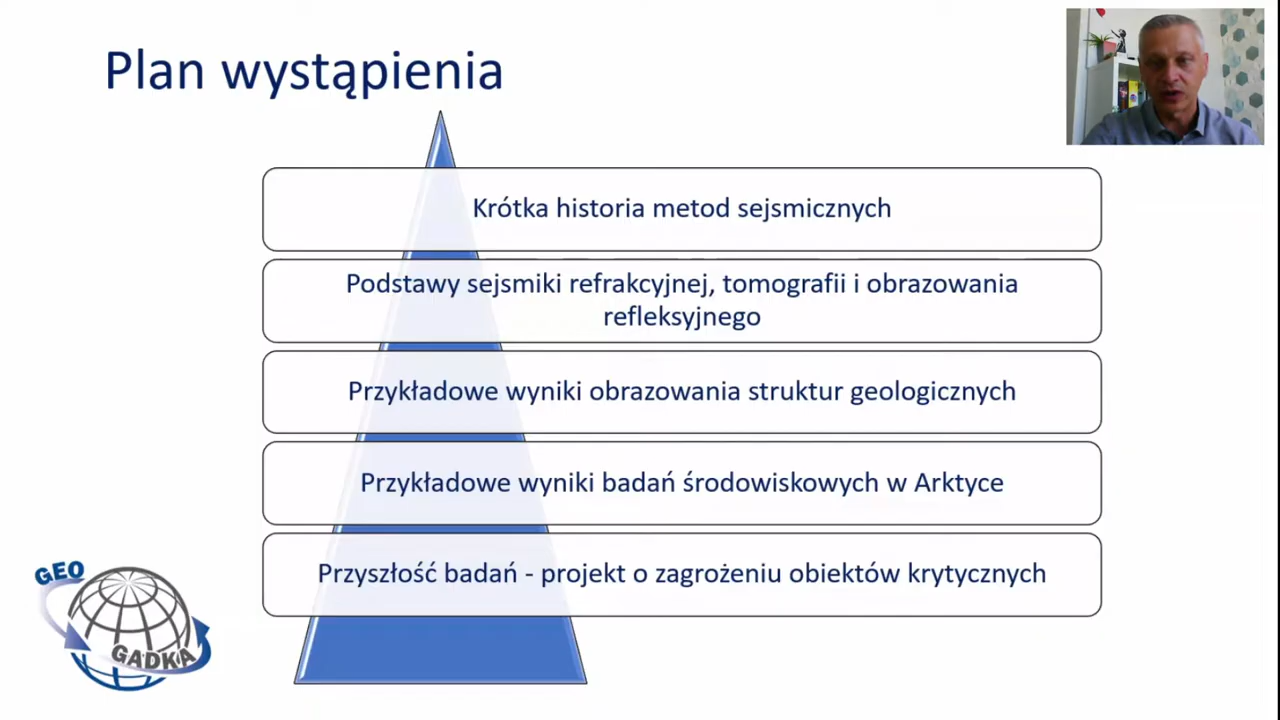 Plan wystąpienia
Krótka historia metod sejsmicznych
Podstawy sejsmiki refrakcyjnej, tomografii i obrazowania
refleksyjnego
Przykładowe wyniki obrazowania struktur geologicznych
Przykładowe wyniki badań środowiskowych w Arktyce
Przyszłość badań - projekt o zagrożeniu obiektów krytycznych
GEO
GADKA